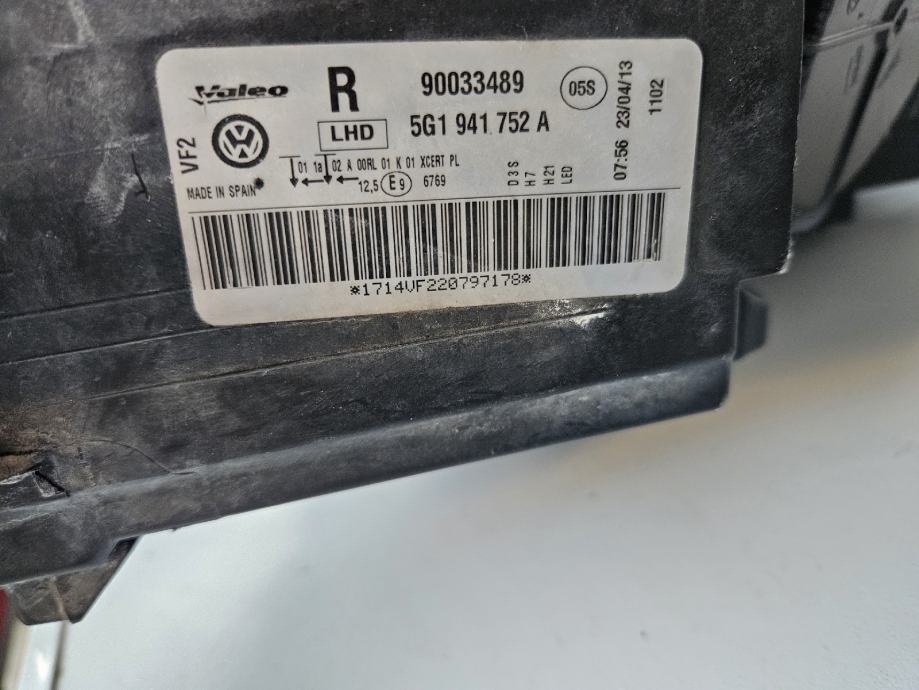 Valeo R 90033489 05S
VF2 VW LHD 5G1 941 752 A
01 1a 02 A 00RL 01 K 01 XCERT PL
MADE IN SPAIN 12,5 E9 6769
D3S
H7
H21
LED
07:56 23/04/13
1102
*1714VF220797178*